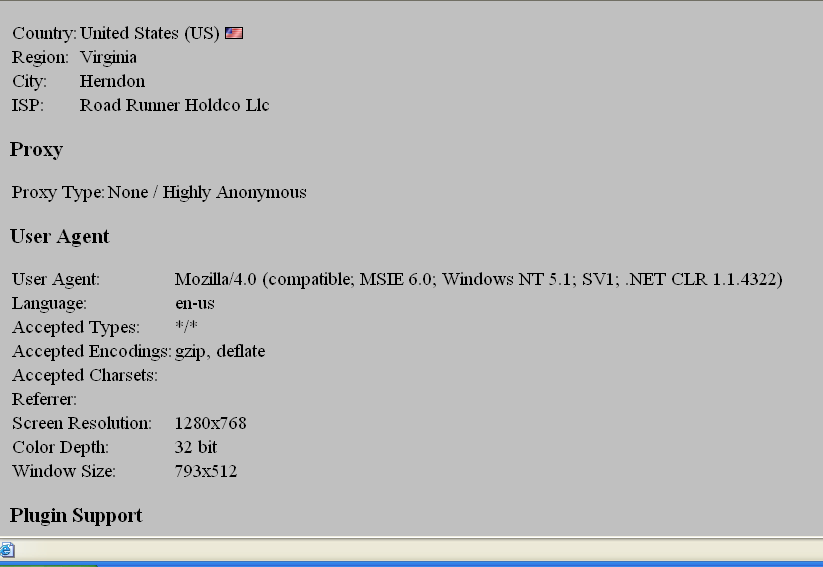 Country: United States (US)
Region: Virginia
City: Herndon
ISP: Road Runner Holdco Llc
Proxy
Proxy Type: None / Highly Anonymous
User Agent
User Agent: Mozilla/4.0 (compatible; MSIE 6.0; Windows NT 5.1; SV1; .NET CLR 1.1.4322)
Language: en-us
Accepted Types: */*
Accepted Encodings: gzip, deflate
Accepted Charsets:
Referrer:
Screen Resolution: 1280x768
Color Depth: 32 bit
Window Size: 793x512
Plugin Support